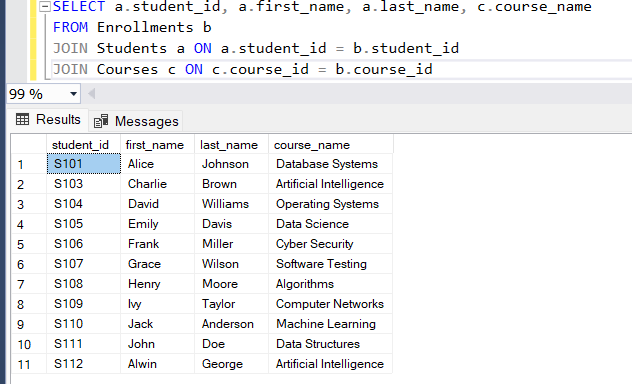 SELECT a.student_id, a.first_name, a.last_name, c.course_name
FROM Enrollments b
JOIN Students a ON a.student_id = b.student_id
JOIN Courses c ON c.course_id = b.course_id
99 %
Results Messages
student_id first_name last_name course_name
1 S101 Alice Johnson Database Systems
2 S103 Charlie Brown Artificial Intelligence
3 S104 David Williams Operating Systems
4 S105 Emily Davis Data Science
5 S106 Frank Miller Cyber Security
6 S107 Grace Wilson Software Testing
7 S108 Henry Moore Algorithms
8 S109 Ivy Taylor Computer Networks
9 S110 Jack Anderson Machine Learning
10 S111 John Doe Data Structures
11 S112 Alwin George Artificial Intelligence